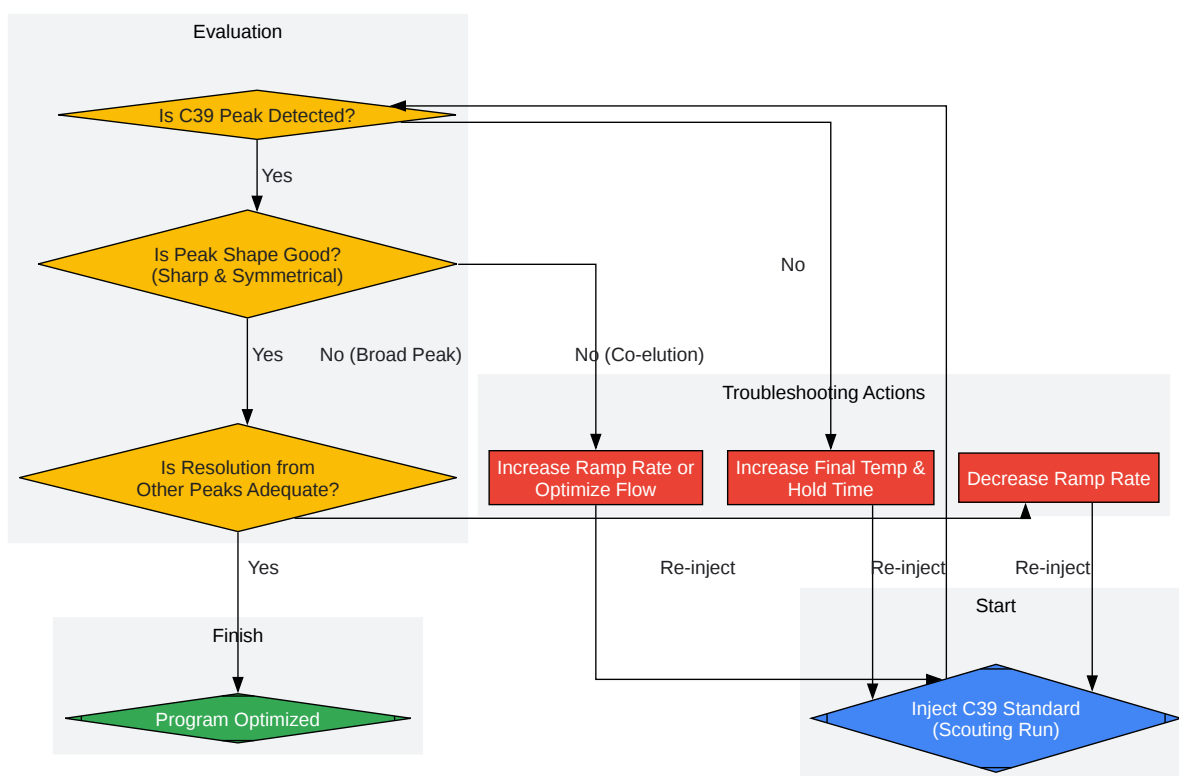 Evaluation
Is C39 Peak Detected?
Yes
Is Peak Shape Good?
(Sharp & Symmetrical)
No
Yes
No (Broad Peak)
No (Co-elution)
Troubleshooting Actions
Is Resolution from
Other Peaks Adequate?
Increase Ramp Rate or
Optimize Flow
Increase Final Temp &
Hold Time
Decrease Ramp Rate
Yes
Re-inject
Re-inject
Re-inject
Start
Finish
Program Optimized
Inject C39 Standard
(Scouting Run)